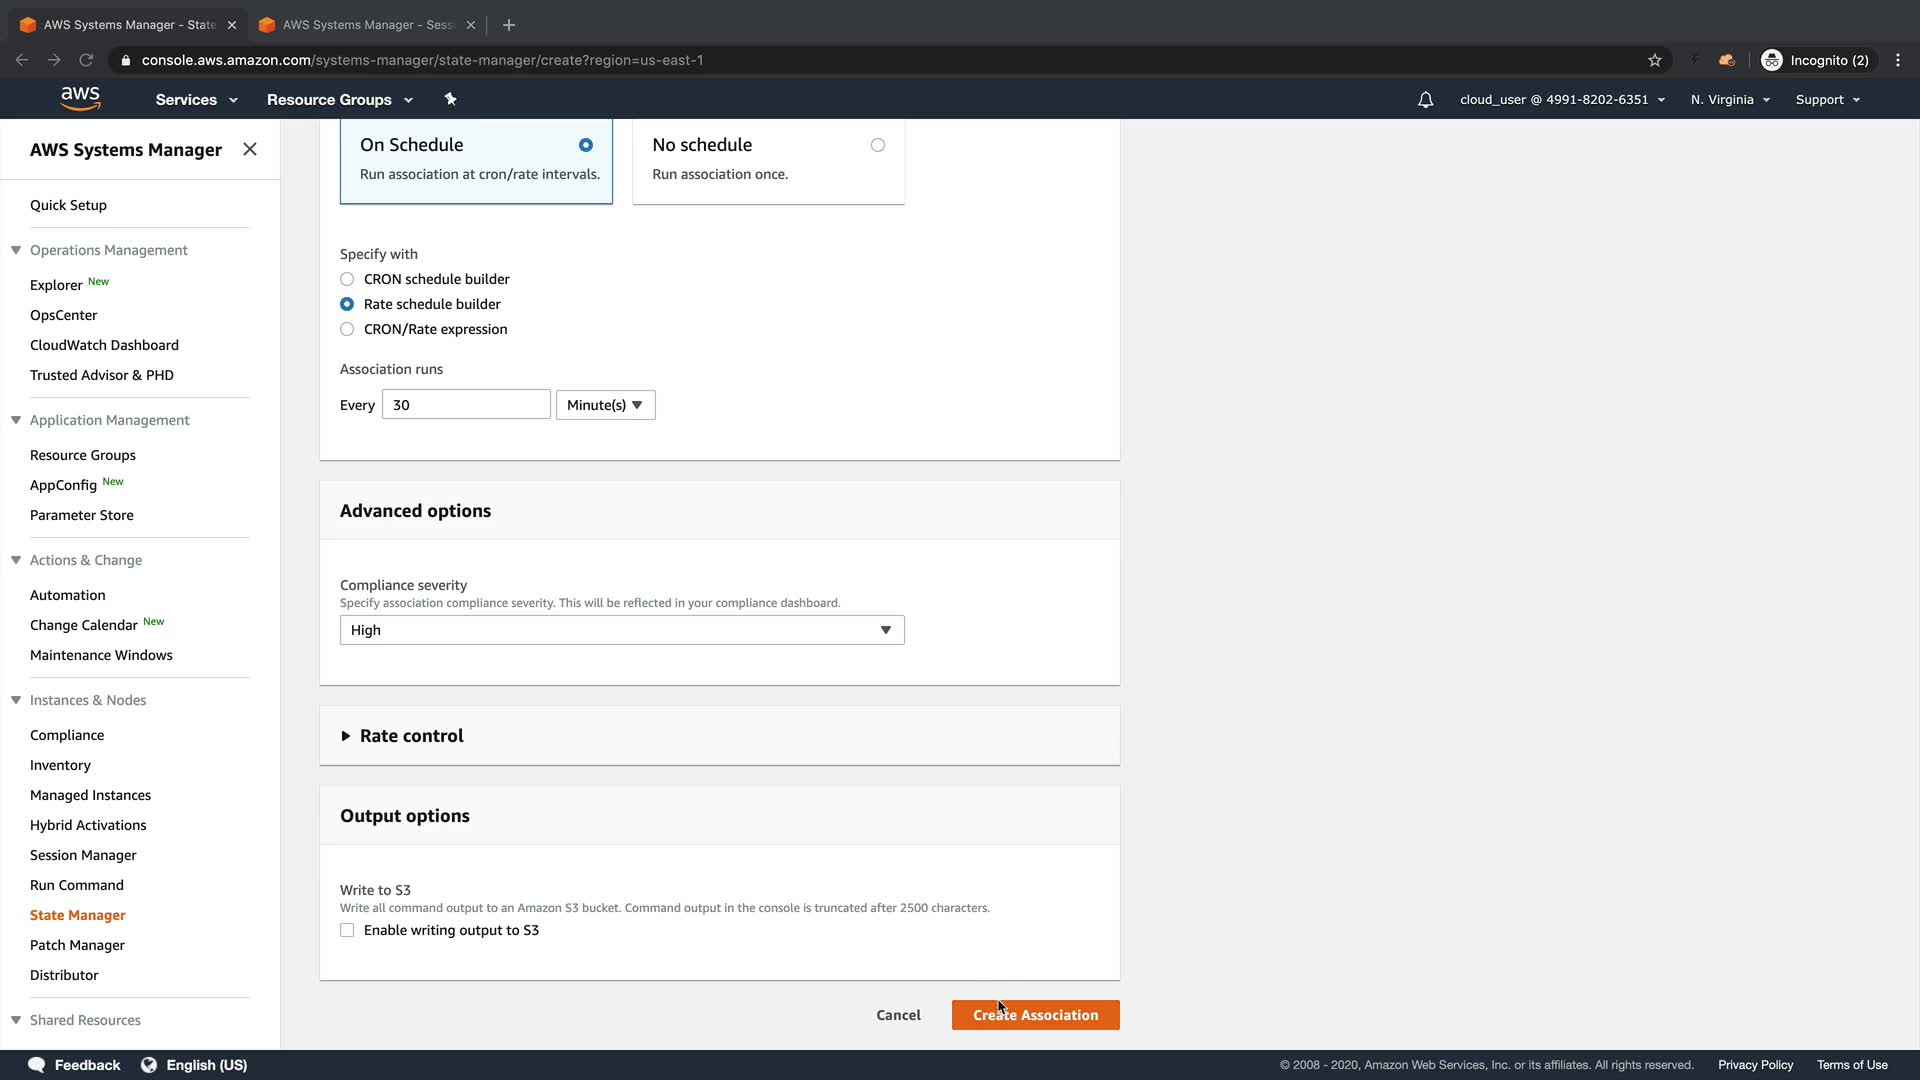 AWS Systems Manager - State
AWS Systems Manager - Sess
console.aws.amazon.com/systems-manager/state-manager/create?region=us-east-1
Incognito (2)
aws
Services
Resource Groups
cloud_user @ 4991-8202-6351
N. Virginia
Support
AWS Systems Manager
Quick Setup
Operations Management
Explorer New
OpsCenter
CloudWatch Dashboard
Trusted Advisor & PHD
Application Management
Resource Groups
AppConfig New
Parameter Store
Actions & Change
Automation
Change Calendar New
Maintenance Windows
Instances & Nodes
Compliance
Inventory
Managed Instances
Hybrid Activations
Session Manager
Run Command
State Manager
Patch Manager
Distributor
Shared Resources
On Schedule
Run association at cron/rate intervals.
No schedule
Run association once.
Specify with
CRON schedule builder
Rate schedule builder
CRON/Rate expression
Association runs
Every 30 Minute(s)
Advanced options
Compliance severity
Specify association compliance severity. This will be reflected in your compliance dashboard.
High
Rate control
Output options
Write to S3
Write all command output to an Amazon S3 bucket. Command output in the console is truncated after 2500 characters.
Enable writing output to S3
Cancel
Create Association
Feedback
English (US)
© 2008 - 2020, Amazon Web Services, Inc. or its affiliates. All rights reserved.
Privacy Policy
Terms of Use